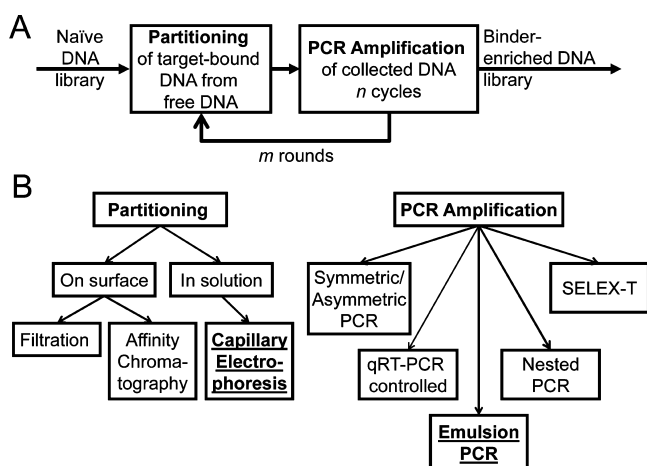 A
Naïve
DNA
library
Partitioning
of target-bound
DNA from
free DNA
PCR Amplification
of collected DNA
n cycles
Binder-
enriched DNA
library
m rounds
B
Partitioning
On surface
In solution
Filtration
Affinity
Chroma-
tography
Capillary
Electro-
phoresis
PCR Amplification
Symmetric/
Asymmetric
PCR
SELEX-T
qRT-PCR
controlled
Nested
PCR
Emulsion
PCR